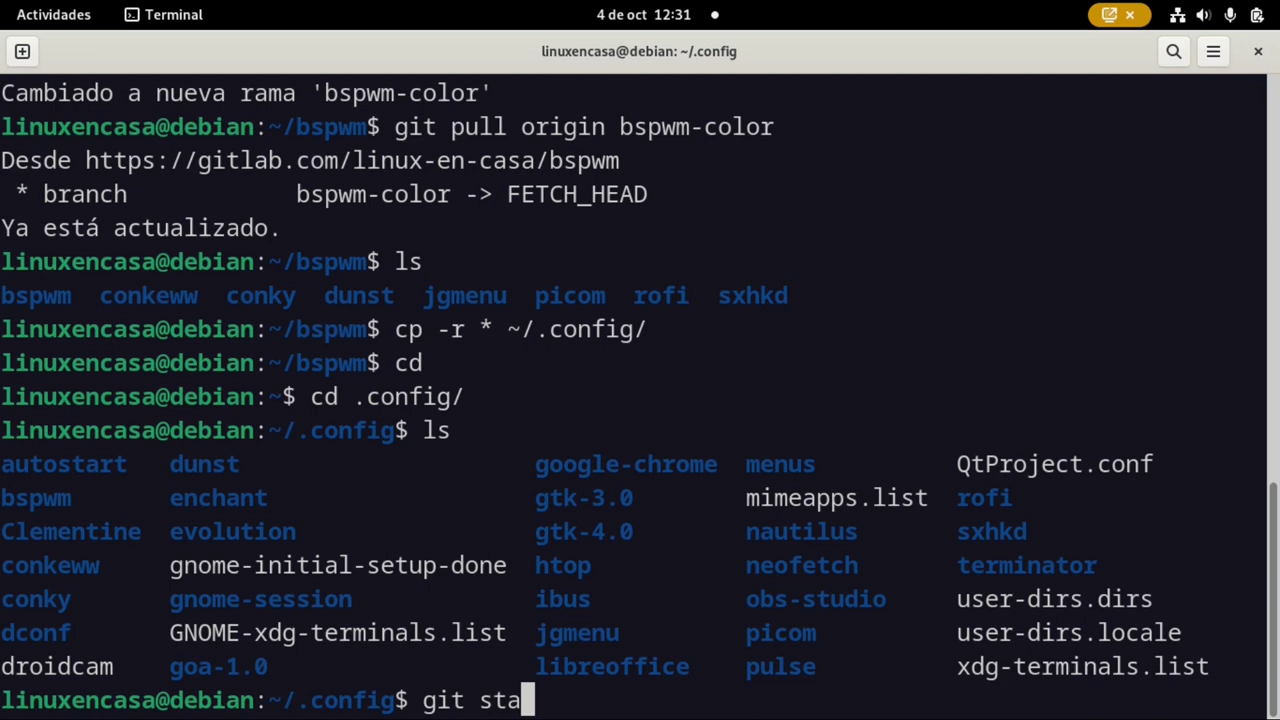 Actividades Terminal 4 de oct 12:31
linuxencasa@debian: ~/.config
Cambiado a nueva rama 'bspwm-color'
linuxencasa@debian:~/bspwm$ git pull origin bspwm-color
Desde https://gitlab.com/linux-en-casa/bspwm
 * branch            bspwm-color -> FETCH_HEAD
Ya está actualizado.
linuxencasa@debian:~/bspwm$ ls
bspwm  conkeww  conky  dunst  jgmenu  picom  rofi  sxhkd
linuxencasa@debian:~/bspwm$ cp -r * ~/.config/
linuxencasa@debian:~/bspwm$ cd
linuxencasa@debian:~$ cd .config/
linuxencasa@debian:~/.config$ ls
autostart   dunst                     google-chrome  menus          QtProject.conf
bspwm       enchant                   gtk-3.0        mimeapps.list  rofi
Clementine  evolution                 gtk-4.0        nautilus       sxhkd
conkeww     gnome-initial-setup-done  htop           neofetch       terminator
conky       gnome-session             ibus           obs-studio     user-dirs.dirs
dconf       GNOME-xdg-terminals.list  jgmenu         picom          user-dirs.locale
droidcam    goa-1.0                   libreoffice    pulse          xdg-terminals.list
linuxencasa@debian:~/.config$ git sta